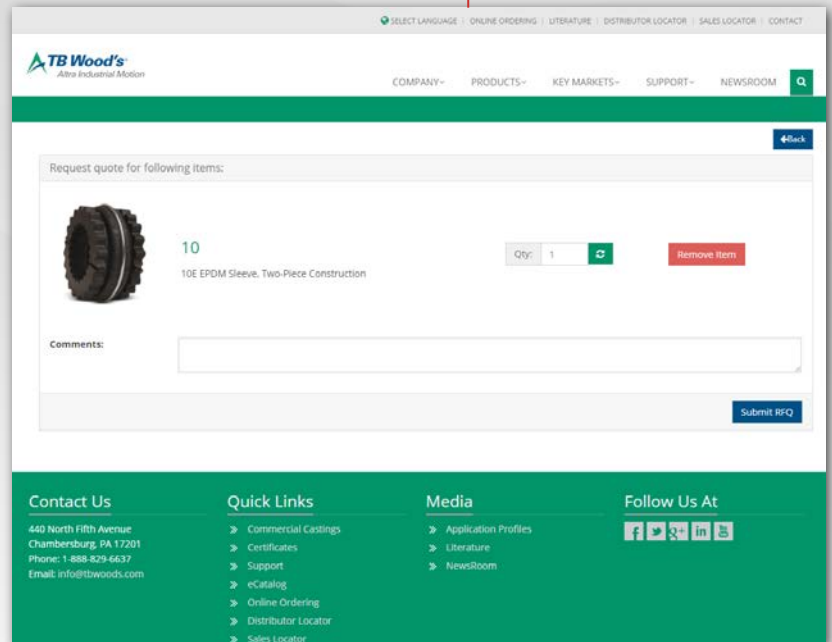 SELECT LANGUAGE | ONLINE ORDERING | LITERATURE | DISTRIBUTOR LOCATOR | SALES LOCATOR | CONTACT
TB Wood's
Altra Industrial Motion
COMPANY PRODUCTS KEY MARKETS SUPPORT NEWSROOM
Back
Request quote for following items:
10
10E EPDM Sleeve, Two-Piece Construction
Qty: 1
Remove Item
Comments:
Submit RFQ
Contact Us
440 North Fifth Avenue
Chambersburg, PA 17201
Phone: 1-888-829-6637
Email: info@tbwoods.com
Quick Links
Commercial Castings
Certificates
Support
eCatalog
Online Ordering
Distributor Locator
Sales Locator
Media
Application Profiles
Literature
NewsRoom
Follow Us At